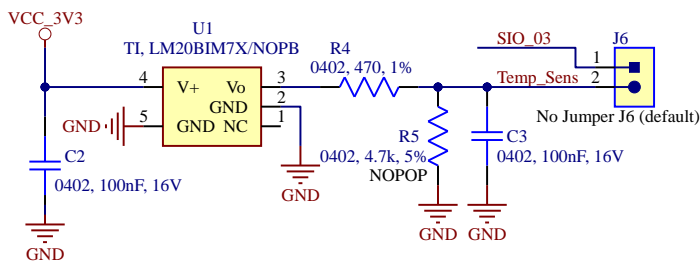 VCC_3V3
U1
TI, LM20BIM7X/NOPB
4 V+ Vo 3
GND 2
GND 5 GND NC 1
GND
C2
0402, 100nF, 16V
GND
R4
0402, 470, 1%
R5
0402, 4.7k, 5%
NOPOP
GND
C3
0402, 100nF, 16V
GND
SIO_03
Temp_Sens
J6
1
2
No Jumper J6 (default)